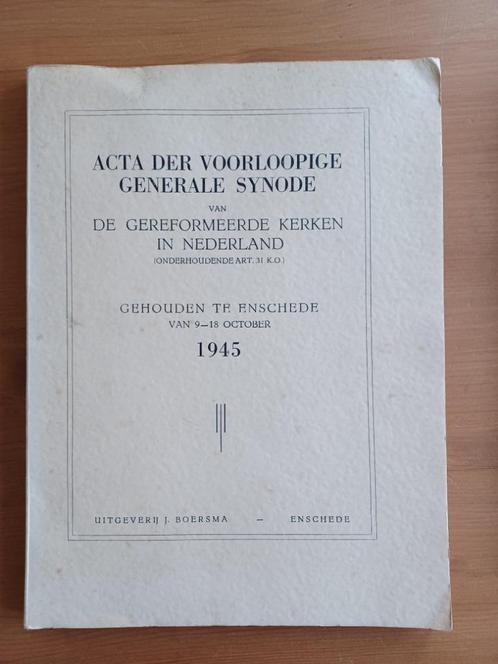 ACTA DER VOORLOOPIGE
GENERALE SYNODE
VAN
DE GEREFORMEERDE KERKEN
IN NEDERLAND
(ONDERHOUDENDE ART. 31 K.O.)
GEHOUDEN TE ENSCHEDE
VAN 9—18 OCTOBER
1945
UITGEVERIJ J. BOERSMA — ENSCHEDE